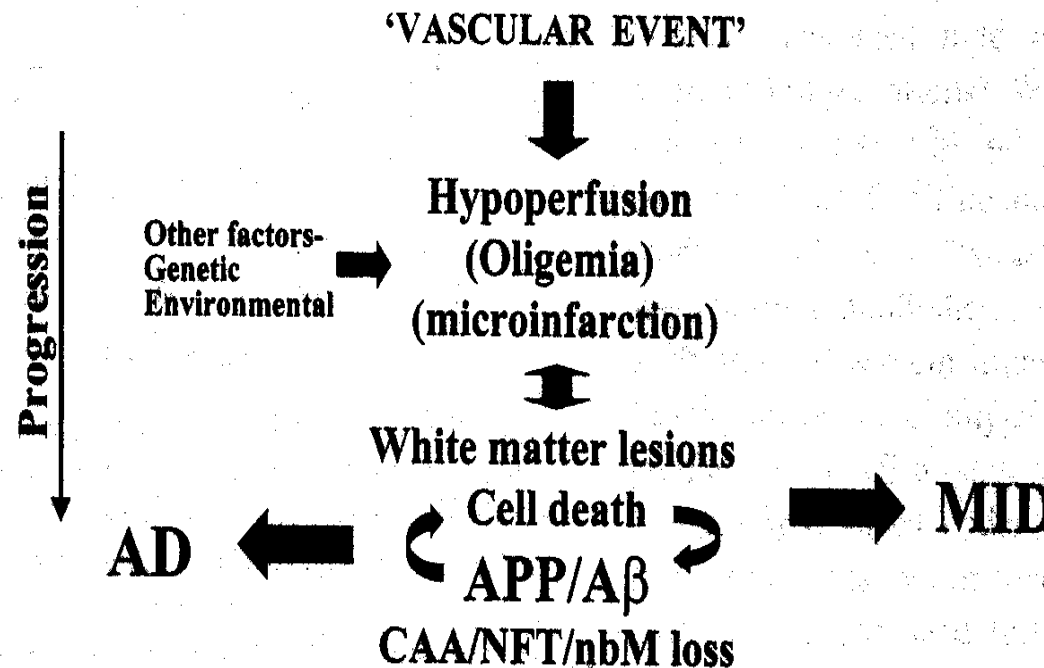 ‘VASCULAR EVENT’
Progression
Other factors-
Genetic
Environmental
Hypoperfusion
(Oligemia)
(microinfarction)
White matter lesions
Cell death
APP/Aβ
CAA/NFT/nbM loss
AD
MID